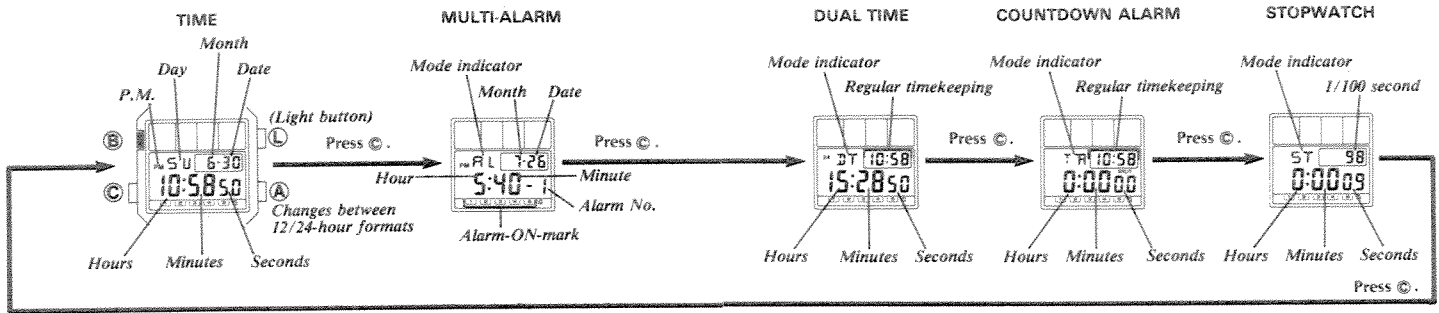 TIME
MULTI-ALARM
DUAL TIME
COUNTDOWN ALARM
STOPWATCH
Month
Day
Date
P.M.
(Light button)
Ⓑ
Ⓛ
Ⓒ
Ⓐ
PM SU 6-30
10:58 50
Changes between
12/24-hour formats
Hours
Minutes
Seconds
Press Ⓒ.
Mode indicator
Month
Date
PM AL 7-26
5:40-1
Hour
Minute
Alarm No.
Alarm-ON-mark
Press Ⓒ.
Mode indicator
Regular timekeeping
PM DT 10:58
15:28 50
Hours
Minutes
Seconds
Press Ⓒ.
Mode indicator
Regular timekeeping
TR 10:58
0:00 00
Hours
Minutes
Seconds
Press Ⓒ.
Mode indicator
1/100 second
ST 98
0:00 09
Hours
Minutes
Seconds
Press Ⓒ.